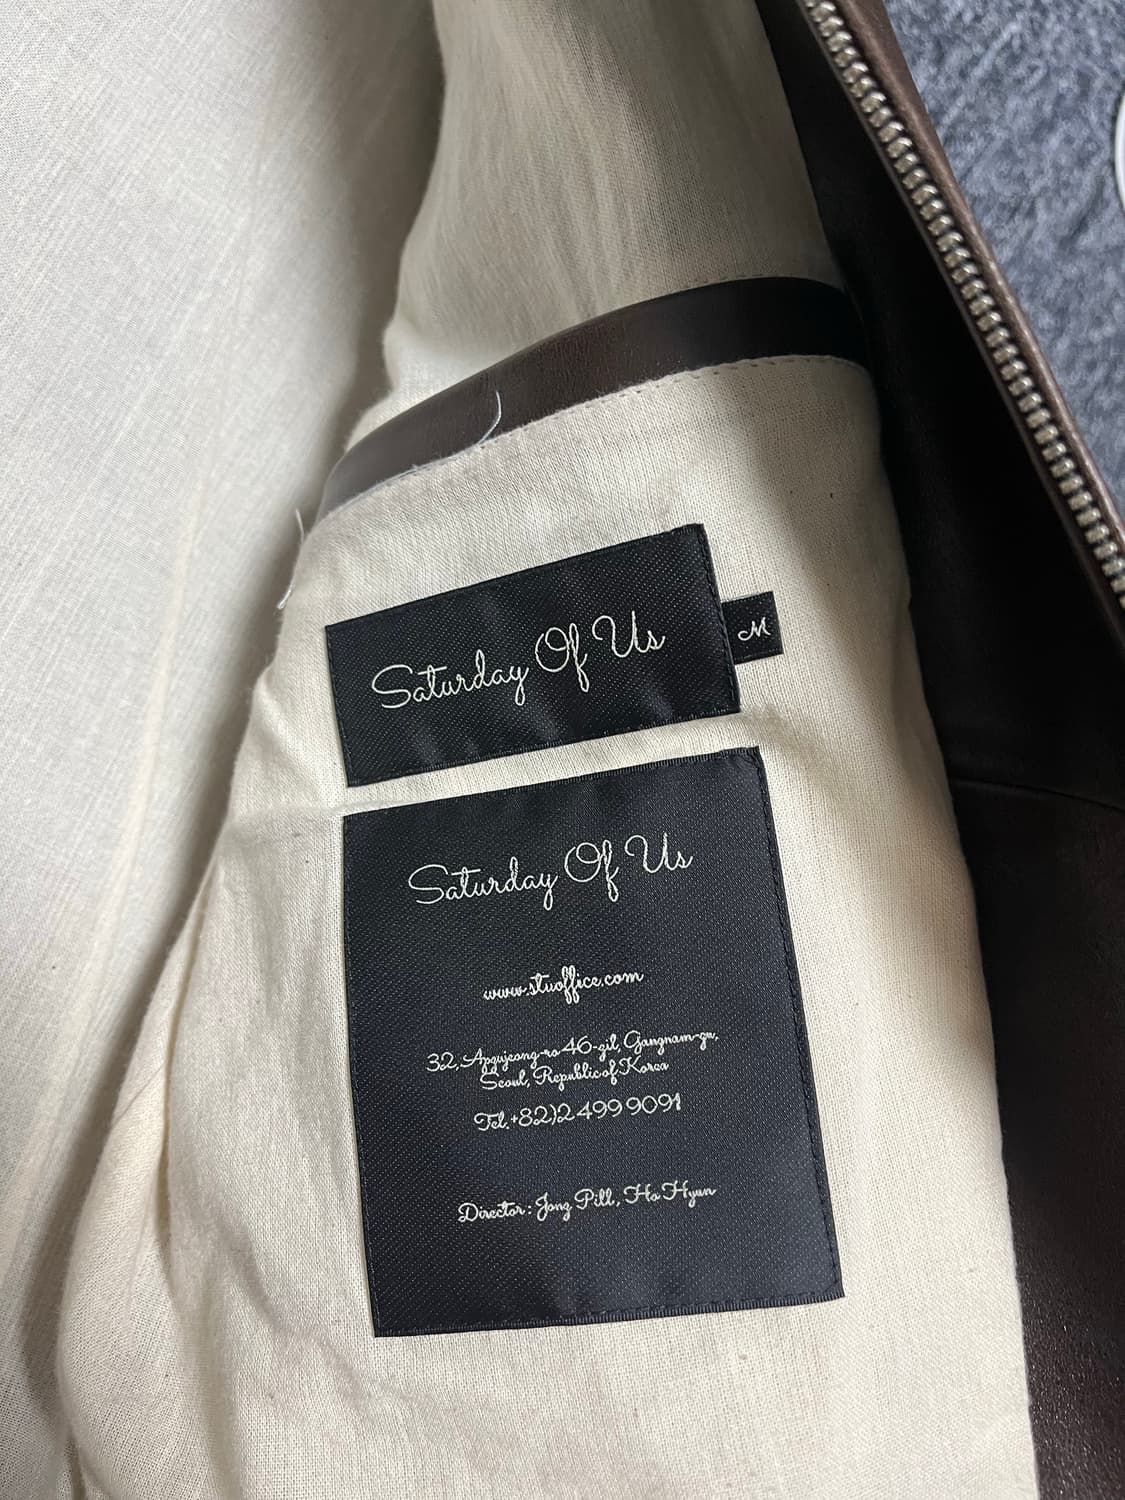 Saturday Of Us
M
Saturday Of Us
www.stuoffice.com
32, Apgujeong-ro 46-gil, Gangnam-gu,
Seoul, Republic of Korea
Tel.+82)2 499 9091
Director: Jong Pill, Ho Hyun